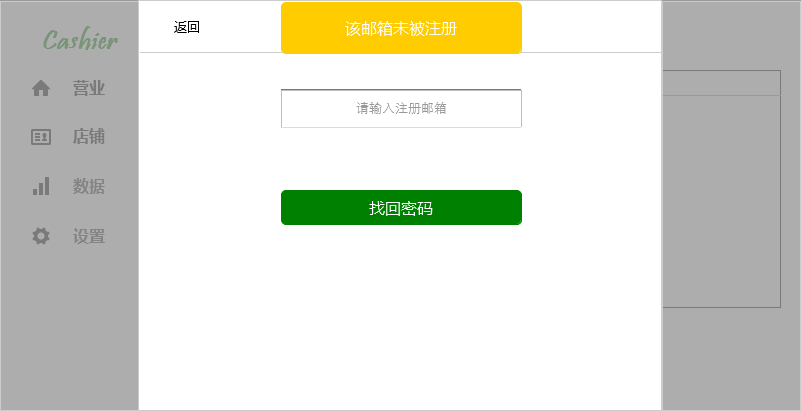 Cashier
营业
店铺
数据
设置
返回
该邮箱未被注册
请输入注册邮箱
找回密码